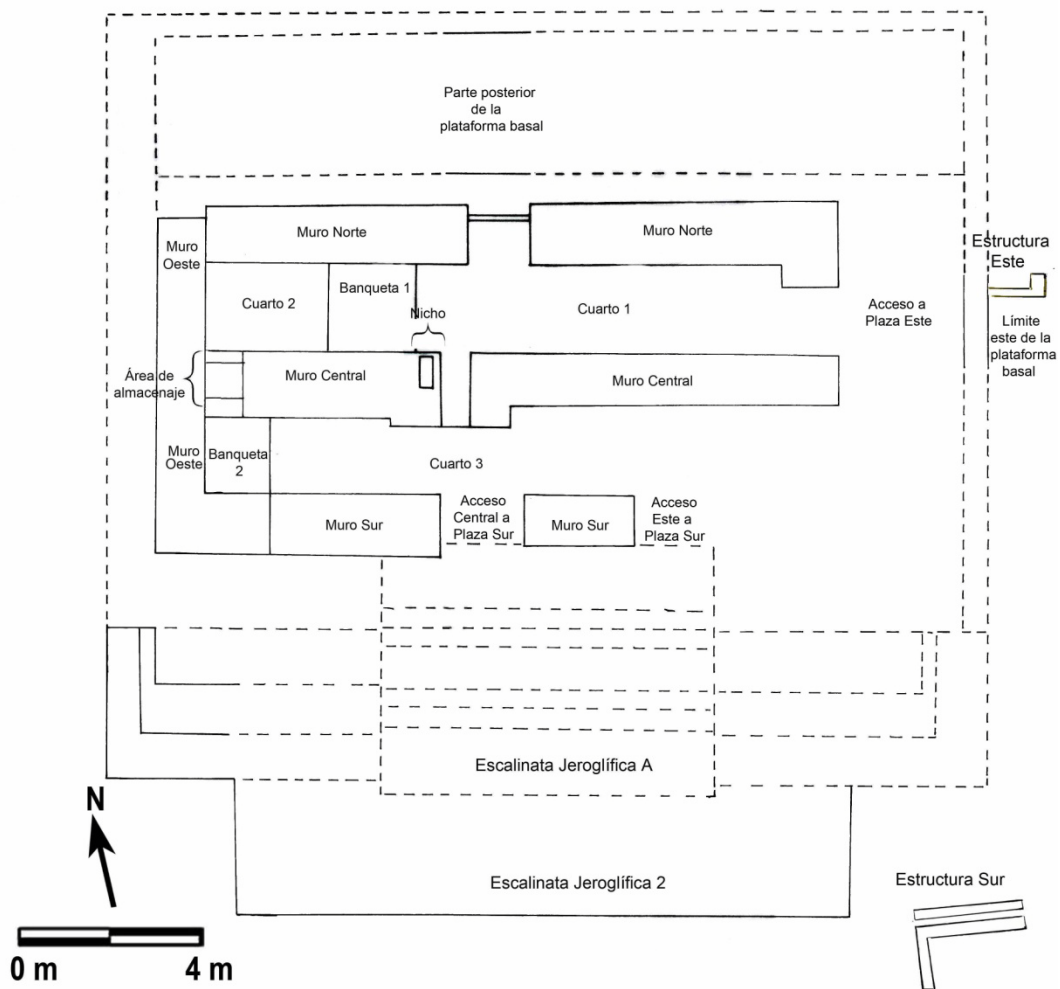 Parte posterior
de la
plataforma basal
Muro Norte
Muro Norte
Muro
Oeste
Estructura
Este
Banqueta 1
Cuarto 2
Cuarto 1
Nicho
Acceso a
Plaza Este
Límite
este de la
plataforma
basal
Área de
almacenaje
Muro Central
Muro Central
Muro
Oeste
Banqueta
2
Cuarto 3
Acceso
Central a
Plaza Sur
Acceso
Este a
Plaza Sur
Muro Sur
Muro Sur
Escalinata Jeroglífica A
N
Escalinata Jeroglífica 2
Estructura Sur
0 m
4 m